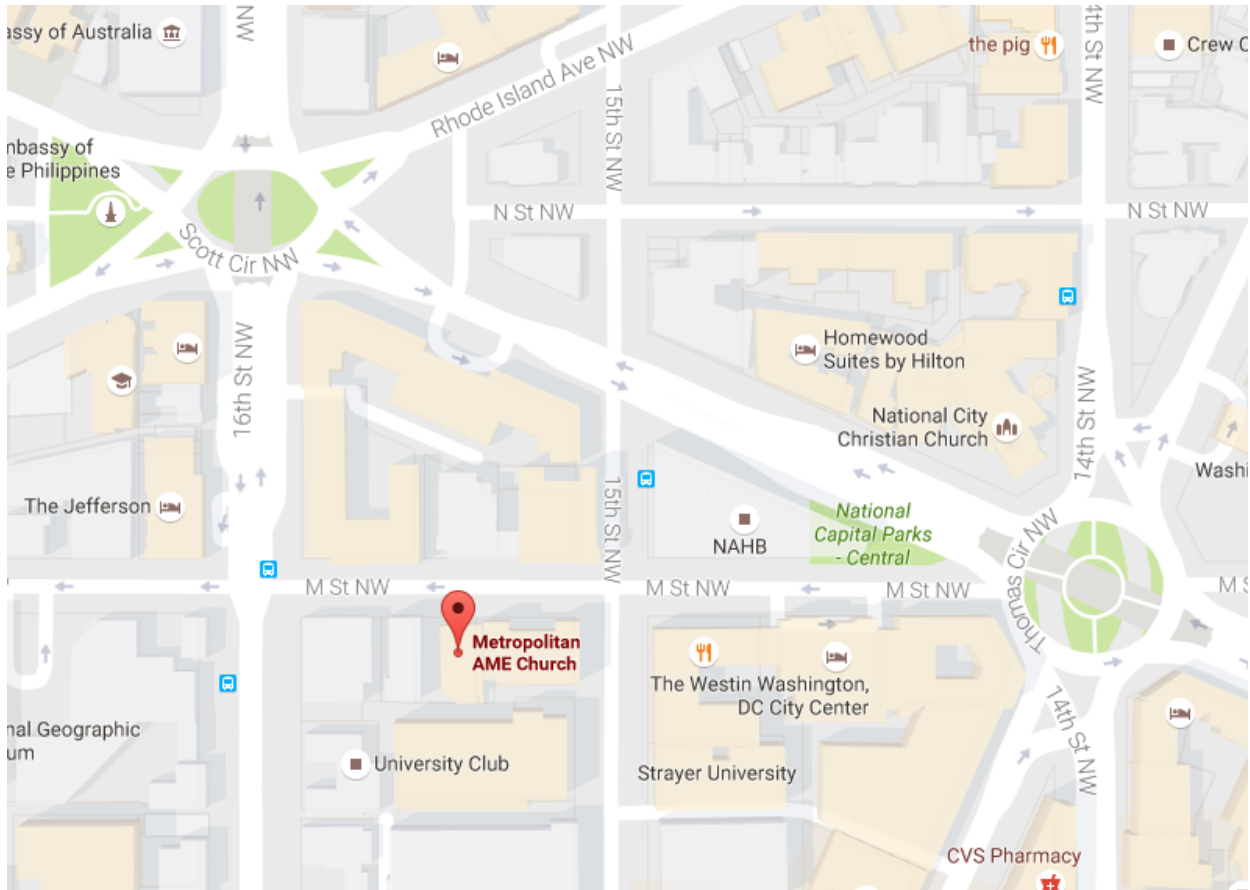 assy of Australia
NW
Rhode Island Ave NW
15th St NW
the pig
4th St NW
Crew C
mbassy of
e Philippines
Scott Cir NW
N St NW
N St NW
16th St NW
Homewood
Suites by Hilton
National City
Christian Church
14th St NW
Washi
The Jefferson
15th St NW
NAHB
National
Capital Parks
- Central
Thomas Cir NW
M St NW
M St NW
M St NW
M S
Metropolitan
AME Church
The Westin Washington,
DC City Center
14th St NW
nal Geographic
um
University Club
Strayer University
CVS Pharmacy